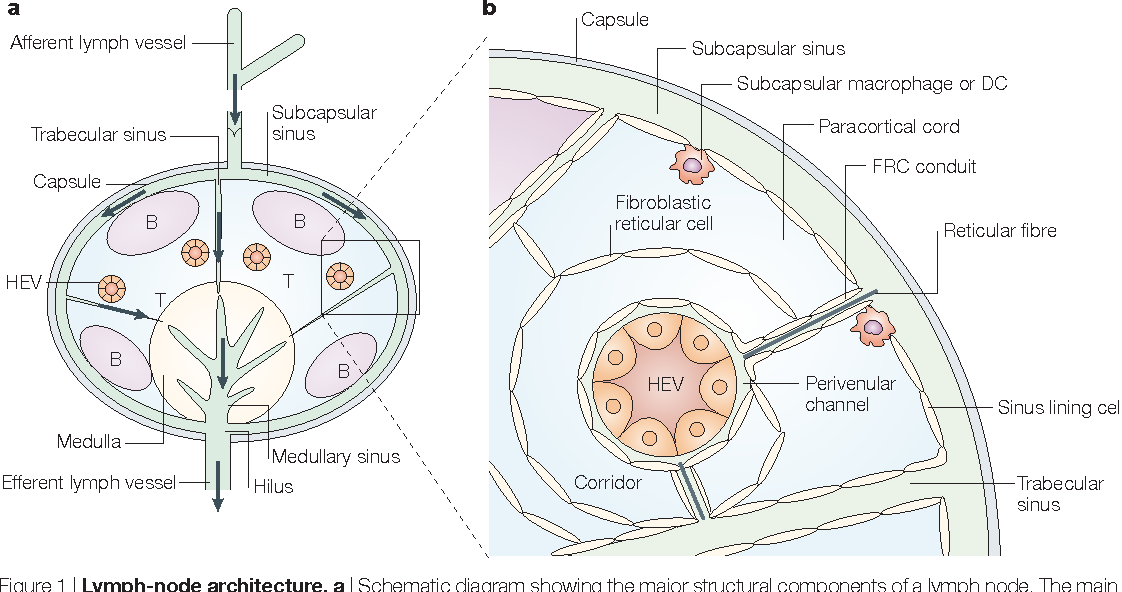 a
Afferent lymph vessel
Subcapsular
sinus
Trabecular sinus
Capsule
B
B
HEV
T
T
B
B
Medulla
Medullary sinus
Efferent lymph vessel
Hilus
b
Capsule
Subcapsular sinus
Subcapsular macrophage or DC
Paracortical cord
FRC conduit
Fibroblastic
reticular cell
Reticular fibre
HEV
Perivenular
channel
Sinus lining cel
Corridor
Trabecular
sinus
Figure 1 | Lymph-node architecture. a | Schematic diagram showing the major structural components of a lymph node. The main